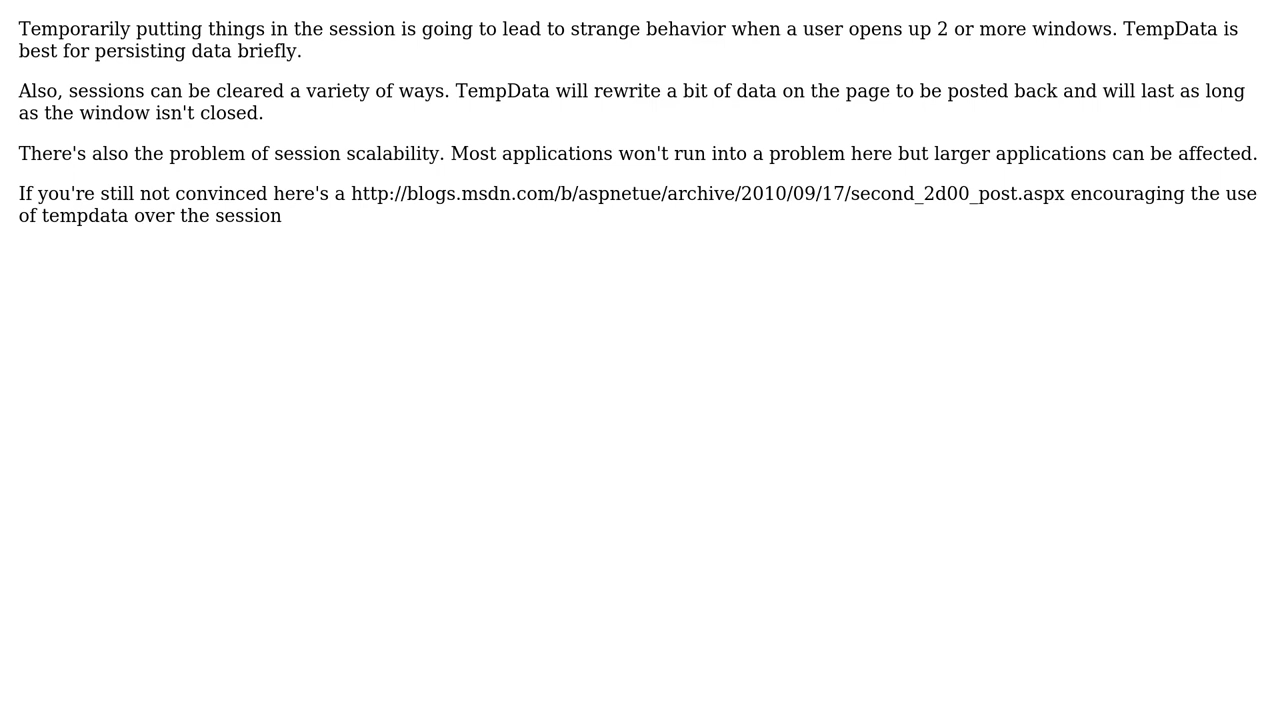 Temporarily putting things in the session is going to lead to strange behavior when a user opens up 2 or more windows. TempData is
best for persisting data briefly.
Also, sessions can be cleared a variety of ways. TempData will rewrite a bit of data on the page to be posted back and will last as long
as the window isn't closed.
There's also the problem of session scalability. Most applications won't run into a problem here but larger applications can be affected.
If you're still not convinced here's a http://blogs.msdn.com/b/aspnetue/archive/2010/09/17/second_2d00_post.aspx encouraging the use
of tempdata over the session